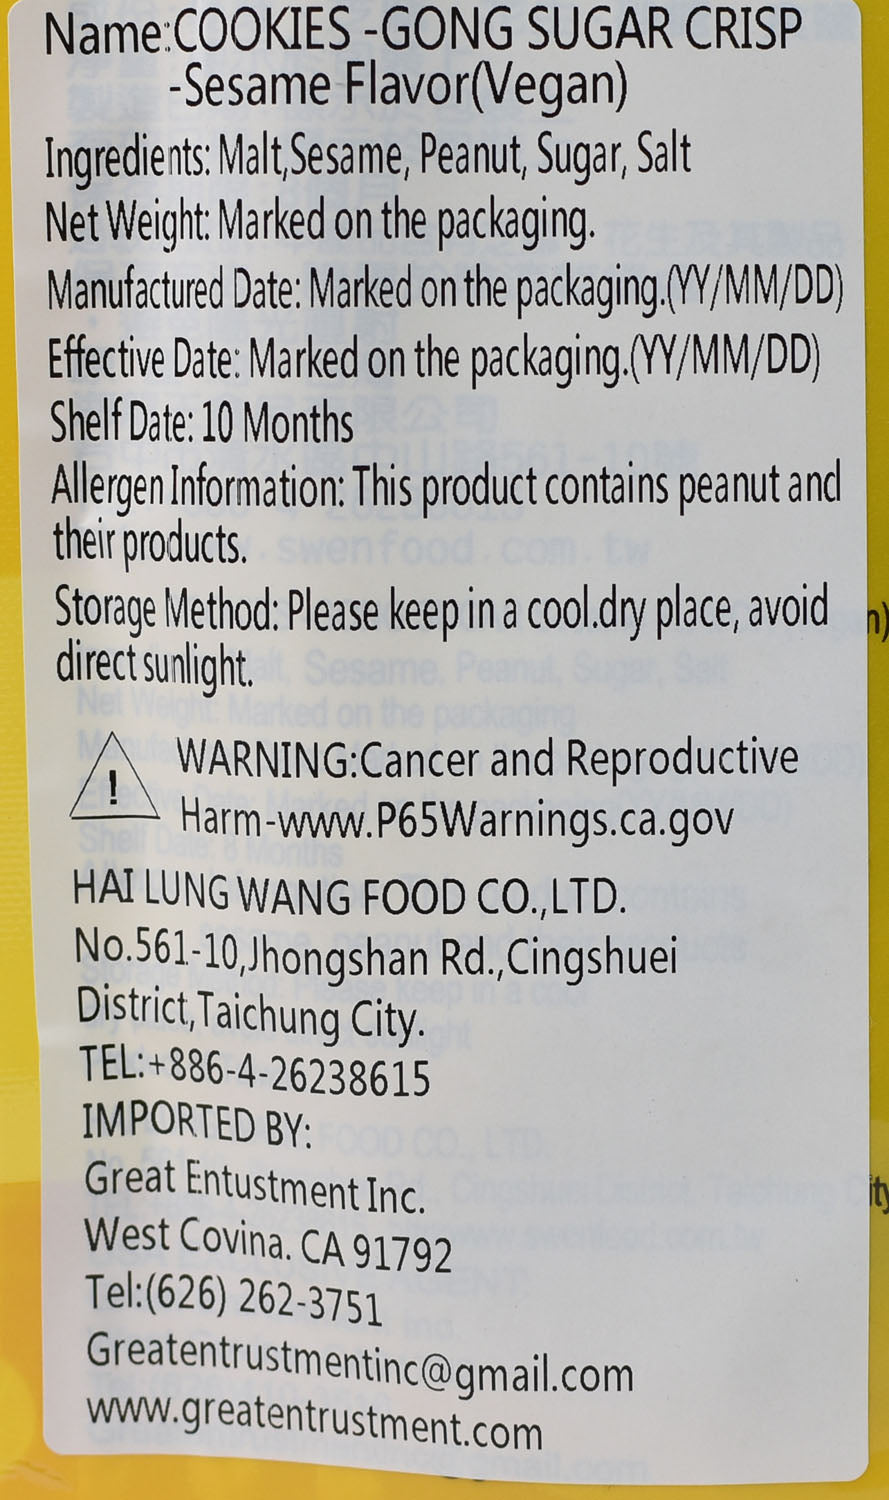 Name:COOKIES -GONG SUGAR CRISP
-Sesame Flavor(Vegan)
Ingredients: Malt,Sesame, Peanut, Sugar, Salt
Net Weight: Marked on the packaging.
Manufactured Date: Marked on the packaging.(YY/MM/DD)
Effective Date: Marked on the packaging.(YY/MM/DD)
Shelf Date: 10 Months
Allergen Information: This product contains peanut and
their products.
Storage Method: Please keep in a cool.dry place, avoid
direct sunlight.
! WARNING:Cancer and Reproductive
Harm-www.P65Warnings.ca.gov
HAI LUNG WANG FOOD CO.,LTD.
No.561-10,Jhongshan Rd.,Cingshuei
District,Taichung City.
TEL:+886-4-26238615
IMPORTED BY:
Great Entustment Inc.
West Covina. CA 91792
Tel:(626) 262-3751
Greatentrustmentinc@gmail.com
www.greatentrustment.com